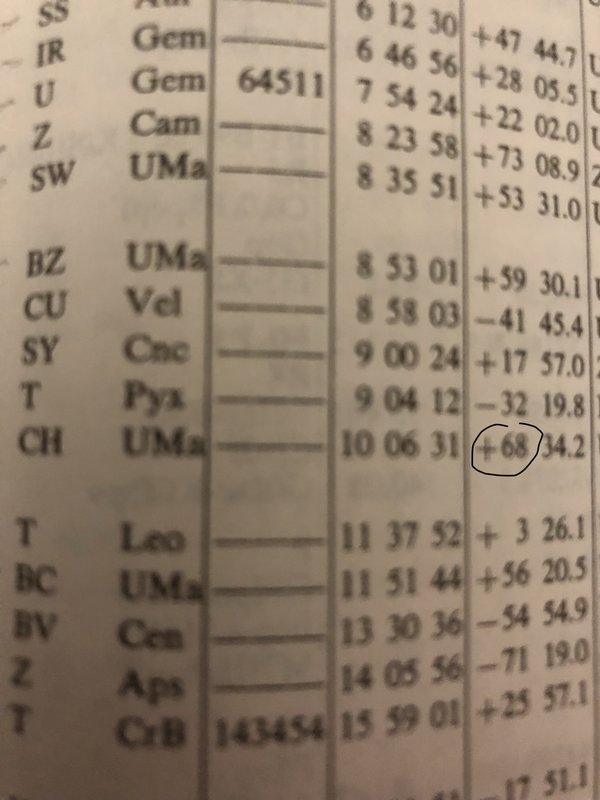 SS 6 12 30 +47 44.7
IR Gem —— 6 46 56 +28 05.5
U Gem 64511 7 54 24 +22 02.0
Z Cam —— 8 23 58 +73 08.9
SW UMa —— 8 35 51 +53 31.0
BZ UMa —— 8 53 01 +59 30.1
CU Vel —— 8 58 03 −41 45.4
SY Cnc —— 9 00 24 +17 57.0
T Pyx —— 9 04 12 −32 19.8
CH UMa —— 10 06 31 +68 34.2
T Leo —— 11 37 52 + 3 26.1
BC UMa —— 11 51 44 +56 20.5
BV Cen —— 13 30 36 −54 54.9
Z Aps —— 14 05 56 −71 19.0
T CrB 143454 15 59 01 +25 57.1
−17 51.1